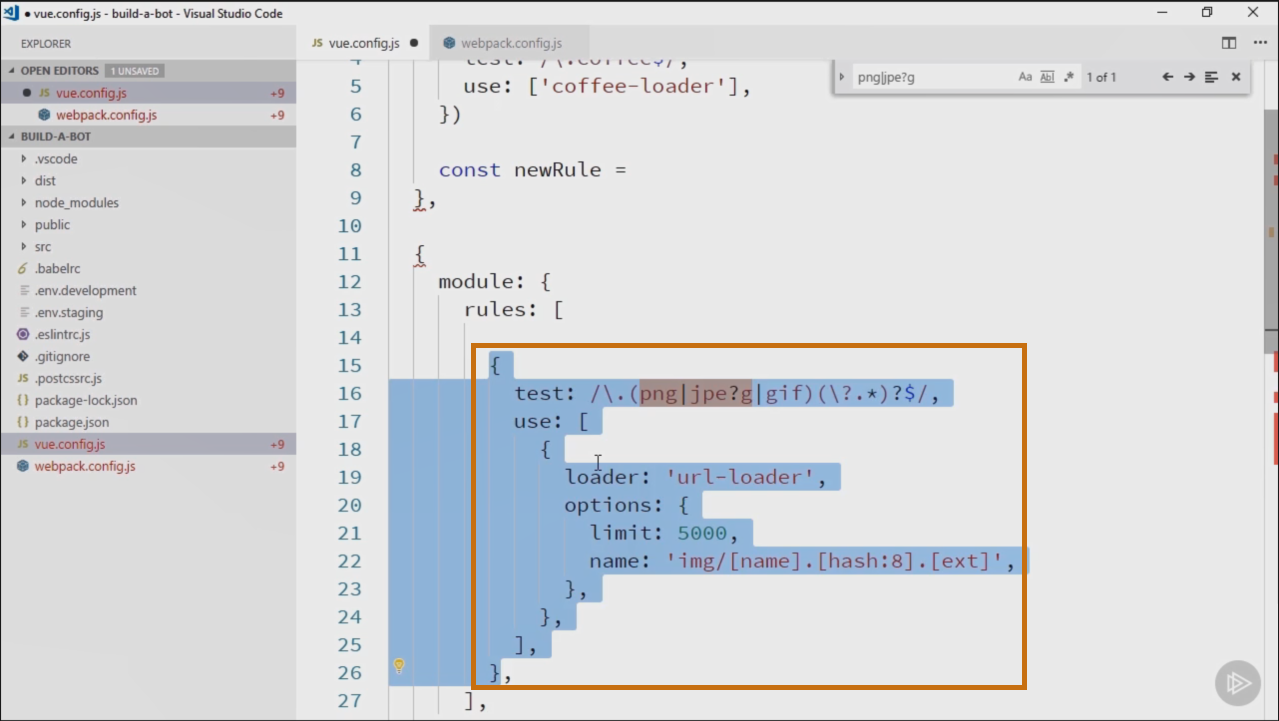 vue.config.js - build-a-bot - Visual Studio Code
EXPLORER
OPEN EDITORS 1 UNSAVED
JS vue.config.js +9
webpack.config.js +9
BUILD-A-BOT
.vscode
dist
node_modules
public
src
.babelrc
.env.development
.env.staging
.eslintrc.js
.gitignore
JS .postcssrc.js
{} package-lock.json
{} package.json
JS vue.config.js +9
webpack.config.js +9
JS vue.config.js
webpack.config.js
png|jpe?g Aa Abl .* 1 of 1
4 test: /\.coffee$/,
5 use: ['coffee-loader'],
6 })
7
8 const newRule =
9 },
10
11 {
12 module: {
13 rules: [
14
15 {
16 test: /\.(png|jpe?g|gif)(\?.*)?$/,
17 use: [
18 {
19 loader: 'url-loader',
20 options: {
21 limit: 5000,
22 name: 'img/[name].[hash:8].[ext]',
23 },
24 },
25 ],
26 },
27 ],